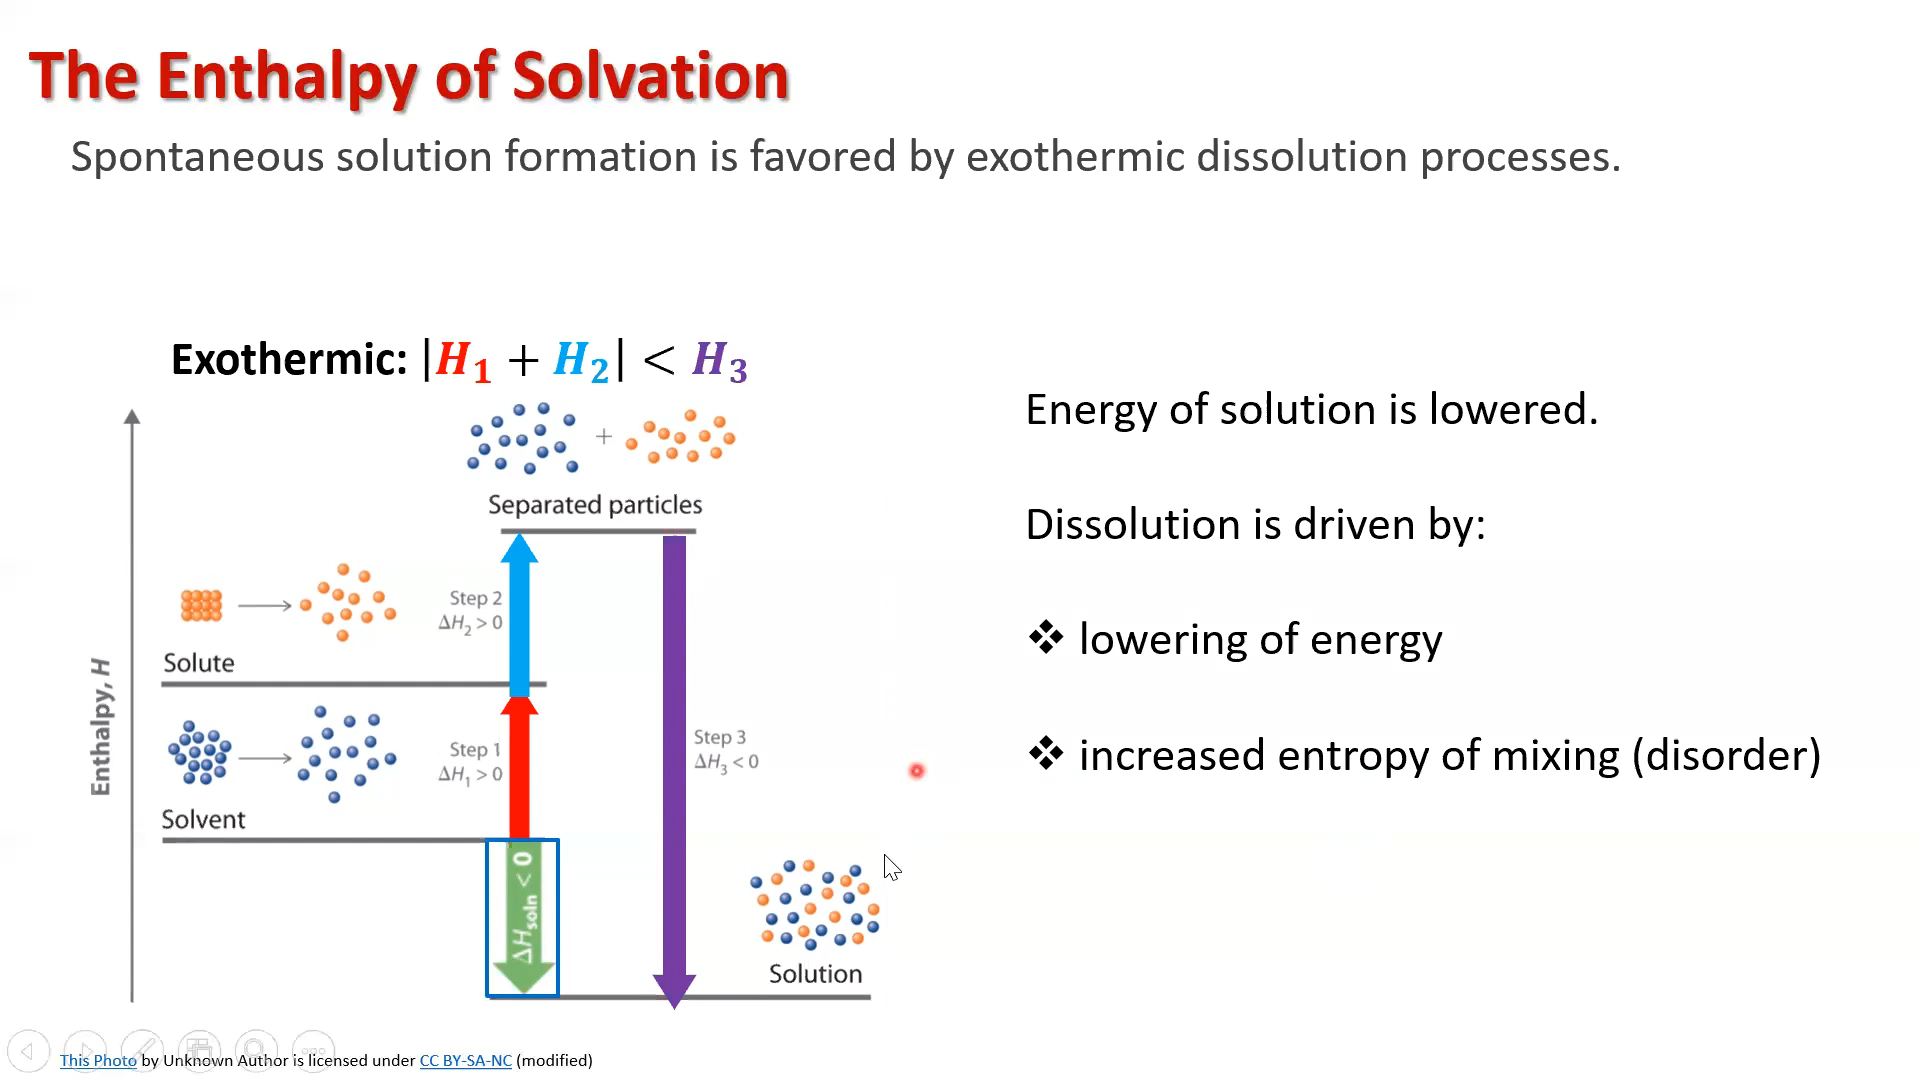 The Enthalpy of Solvation
Spontaneous solution formation is favored by exothermic dissolution processes.
Exothermic: |H₁ + H₂| < H₃
+
Separated particles
Step 2
ΔH₂ > 0
Solute
Step 1
ΔH₁ > 0
Solvent
Enthalpy, H
ΔHsoln < 0
Step 3
ΔH₃ < 0
Solution
Energy of solution is lowered.
Dissolution is driven by:
❖ lowering of energy
❖ increased entropy of mixing (disorder)
This Photo by Unknown Author is licensed under CC BY-SA-NC (modified)